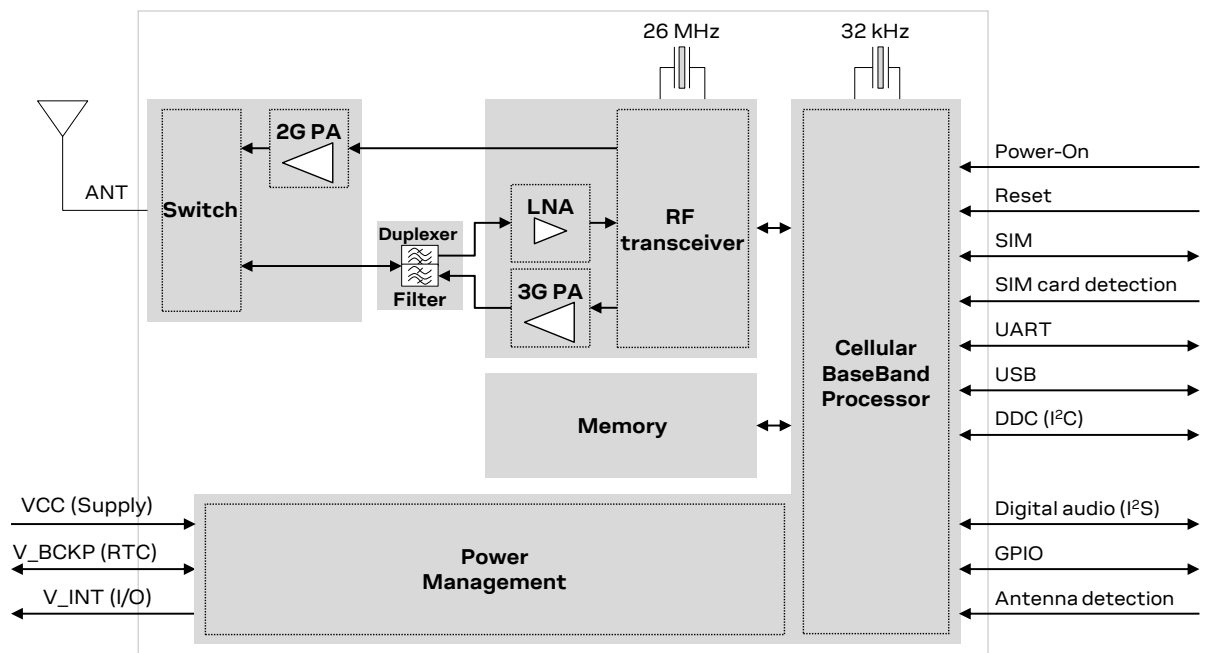 26 MHz
32 kHz
2G PA
ANT
Switch
LNA
RF
transceiver
Duplexer
Filter
3G PA
Cellular
BaseBand
Processor
Memory
Power
Management
VCC (Supply)
V_BCKP (RTC)
V_INT (I/O)
Power-On
Reset
SIM
SIM card detection
UART
USB
DDC (I²C)
Digital audio (I²S)
GPIO
Antenna detection